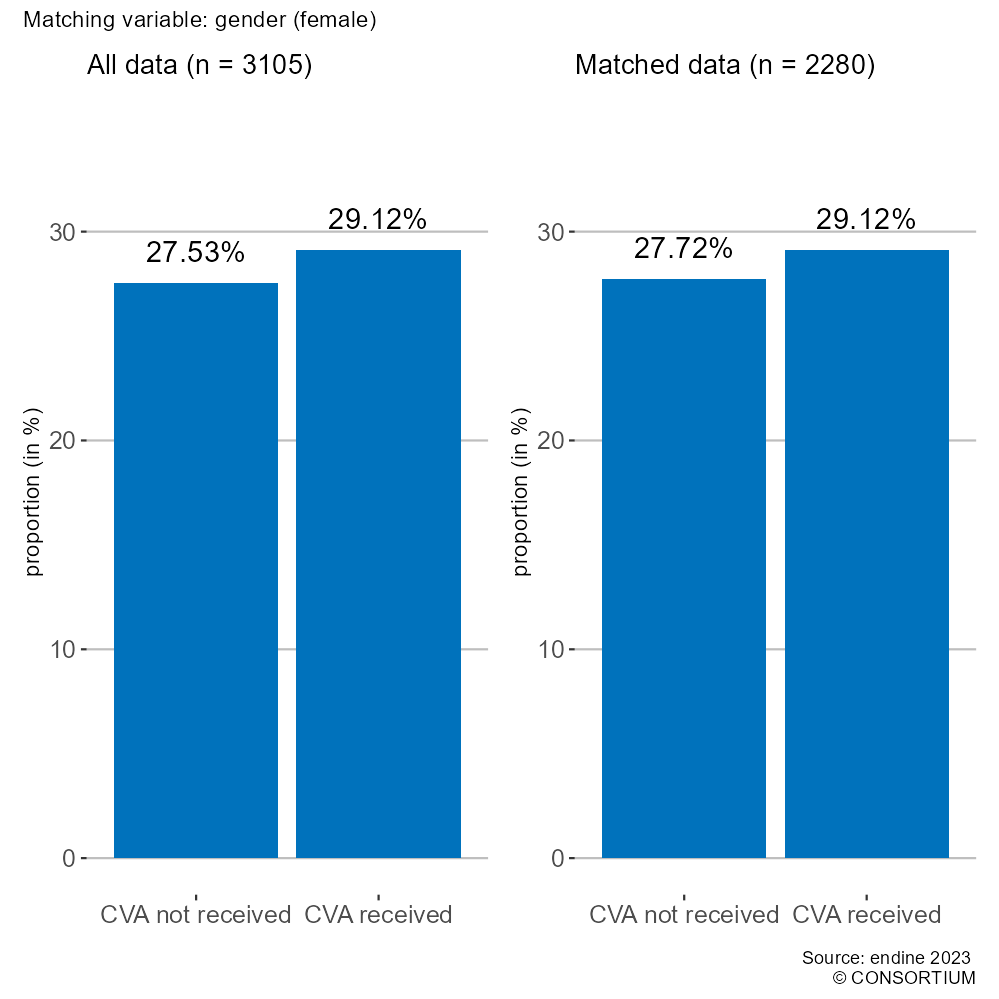 Matching variable: gender (female)
All data (n = 3105)
30
20
10
0
proportion (in %)
27.53%
29.12%
CVA not received
CVA received
Matched data (n = 2280)
30
20
10
0
proportion (in %)
27.72%
29.12%
CVA not received
CVA received
Source: endine 2023
© CONSORTIUM